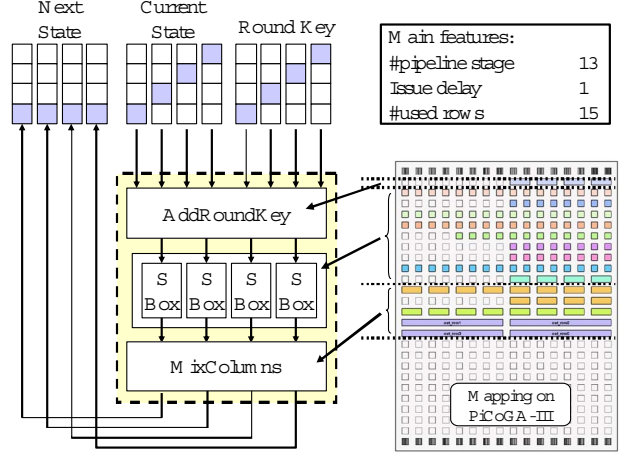 Next
State
Current
State
Round Key
Main features:
#pipeline stage 13
Issue delay 1
#used rows 15
AddRoundKey
S
Box
S
Box
S
Box
S
Box
MixColumns
Mapping on
PiCoGA-III